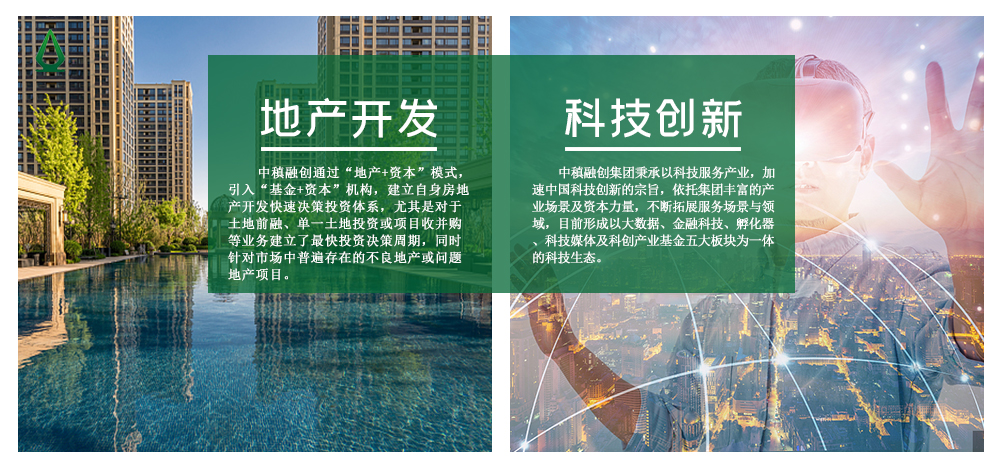 地产开发
中稹融创通过“地产+资本”模式，
引入“基金+资本”机构，建立自身房地
产开发快速决策投资体系，尤其是对于
土地前融、单一土地投资或项目收并购
等业务建立了最快投资决策周期，同时
针对市场中普遍存在的不良地产或问题
地产项目。
科技创新
中稹融创集团秉承以科技服务产业，加
速中国科技创新的宗旨，依托集团丰富的产
业场景及资本力量，不断拓展服务场景与领
域，目前形成以大数据、金融科技、孵化器
、科技媒体及科创产业基金五大板块为一体
的科技生态。